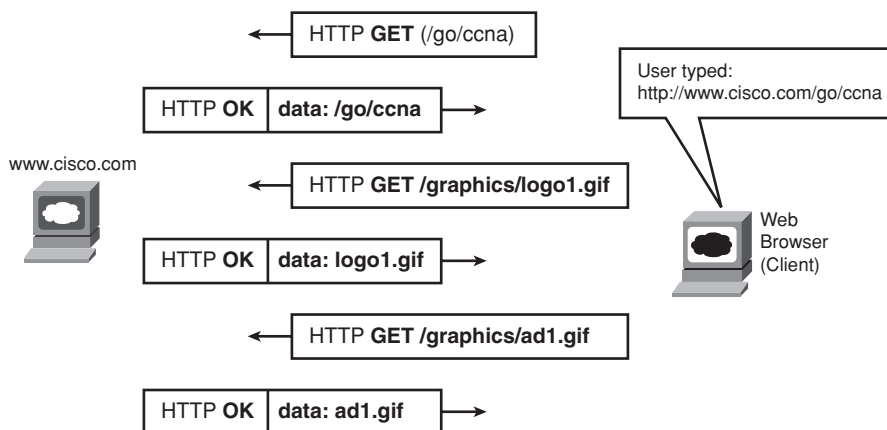 HTTP GET (/go/ccna)
User typed:
http://www.cisco.com/go/ccna
HTTP OK data: /go/ccna
www.cisco.com
HTTP GET /graphics/logo1.gif
Web
Browser
(Client)
HTTP OK data: logo1.gif
HTTP GET /graphics/ad1.gif
HTTP OK data: ad1.gif